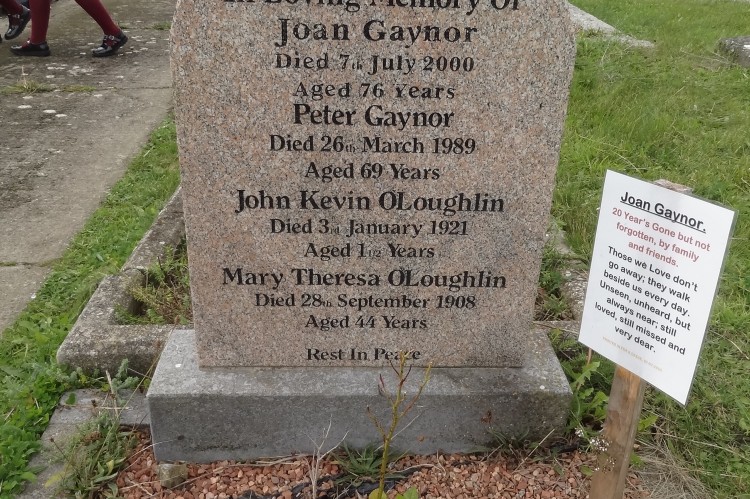 In Loving Memory Of
Joan Gaynor
Died 7th July 2000
Aged 76 Years
Peter Gaynor
Died 26th March 1989
Aged 69 Years
John Kevin OLoughlin
Died 3rd January 1921
Aged 1 1/2 Years
Mary Theresa OLoughlin
Died 28th September 1908
Aged 44 Years
Rest In Peace
Joan Gaynor.
20 Year's Gone but not
forgotten, by family
and friends.
Those we Love don't
go away; they walk
beside us every day.
Unseen, unheard, but
always near; still
loved, still missed and
very dear.